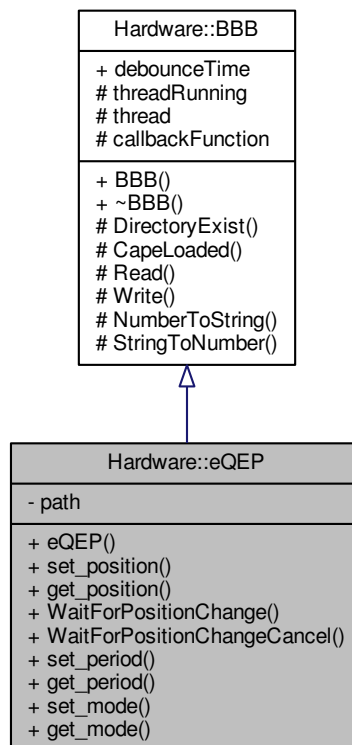 Hardware::BBB
+ debounceTime
# threadRunning
# thread
# callbackFunction
+ BBB()
+ ~BBB()
# DirectoryExist()
# CapeLoaded()
# Read()
# Write()
# NumberToString()
# StringToNumber()
Hardware::eQEP
- path
+ eQEP()
+ set_position()
+ get_position()
+ WaitForPositionChange()
+ WaitForPositionChangeCancel()
+ set_period()
+ get_period()
+ set_mode()
+ get_mode()